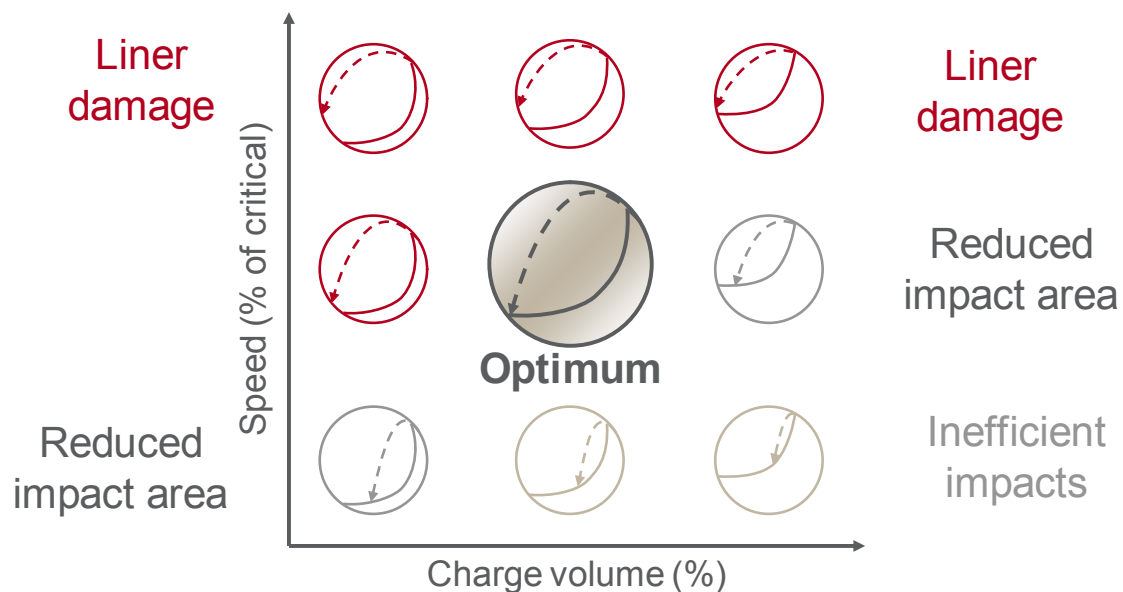 Liner
damage
Liner
damage
Speed (% of critical)
Reduced
impact area
Optimum
Reduced
impact area
Inefficient
impacts
Charge volume (%)